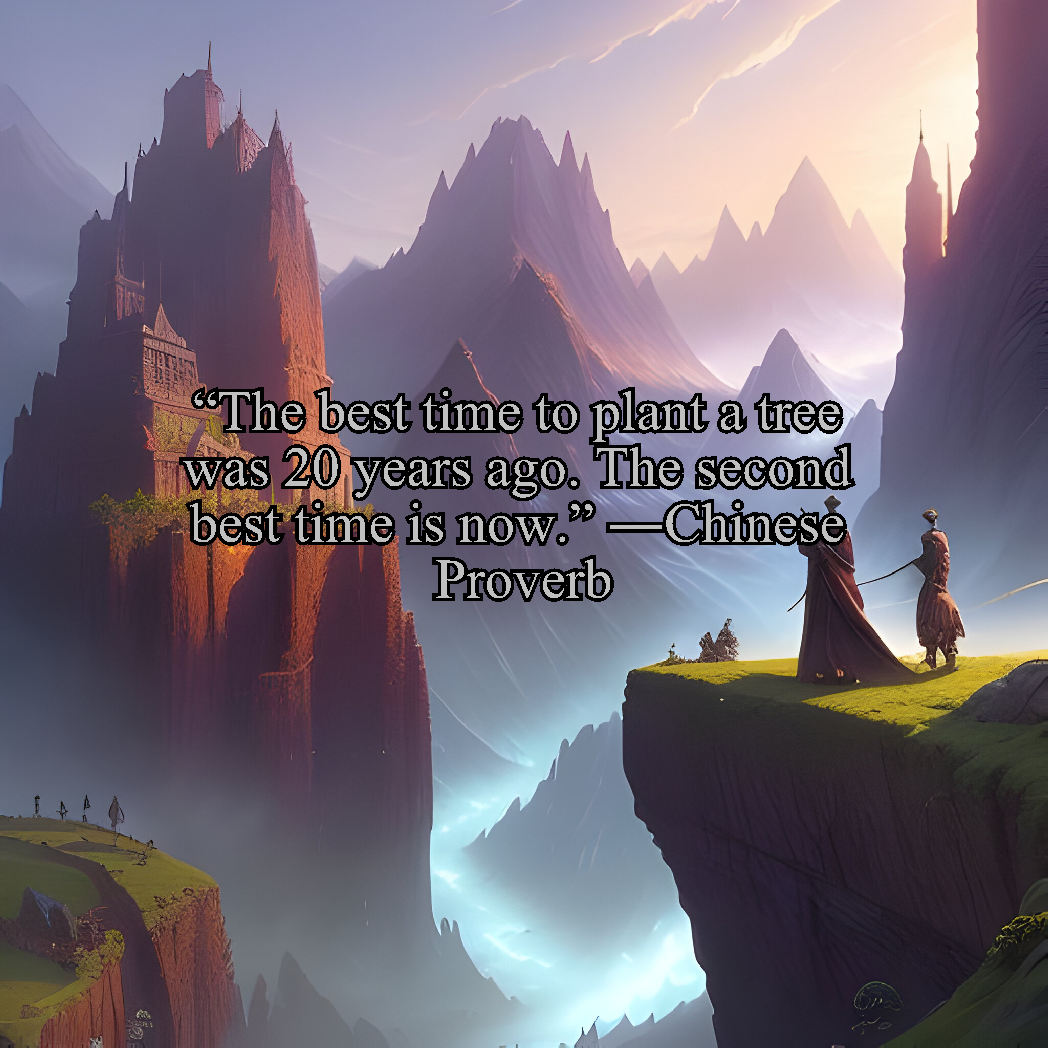 “The best time to plant a tree
was 20 years ago. The second
best time is now.” —Chinese
Proverb